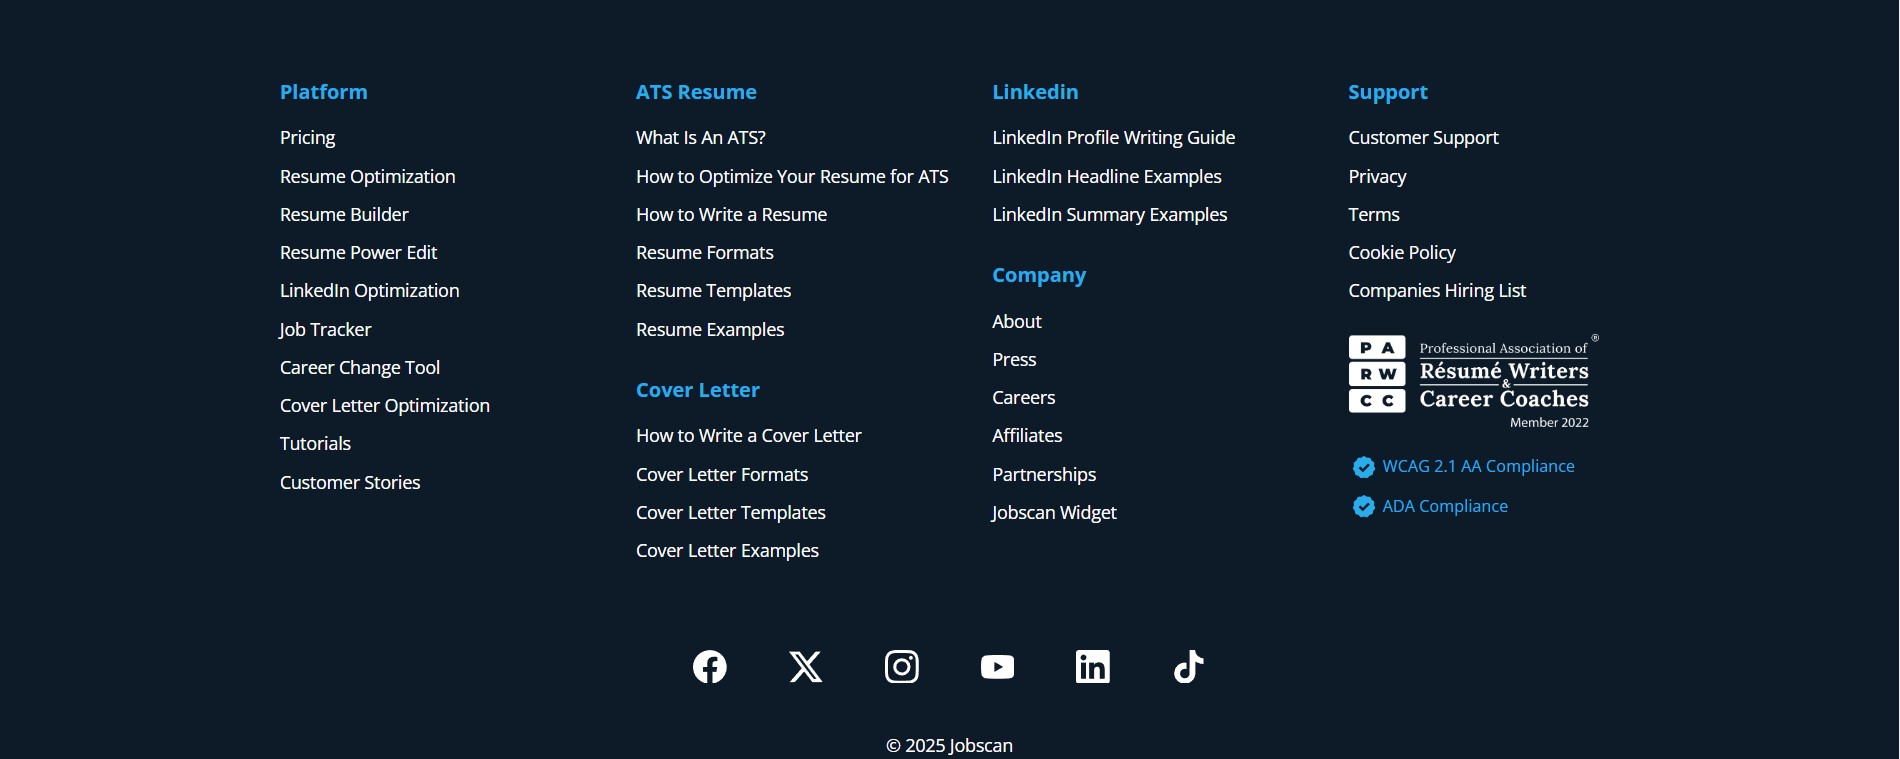 Platform
Pricing
Resume Optimization
Resume Builder
Resume Power Edit
LinkedIn Optimization
Job Tracker
Career Change Tool
Cover Letter Optimization
Tutorials
Customer Stories
ATS Resume
What Is An ATS?
How to Optimize Your Resume for ATS
How to Write a Resume
Resume Formats
Resume Templates
Resume Examples
Cover Letter
How to Write a Cover Letter
Cover Letter Formats
Cover Letter Templates
Cover Letter Examples
Linkedin
LinkedIn Profile Writing Guide
LinkedIn Headline Examples
LinkedIn Summary Examples
Company
About
Press
Careers
Affiliates
Partnerships
Jobscan Widget
Support
Customer Support
Privacy
Terms
Cookie Policy
Companies Hiring List
P A
R W
C C
Professional Association of ®
Résumé Writers
&
Career Coaches
Member 2022
WCAG 2.1 AA Compliance
ADA Compliance
© 2025 Jobscan